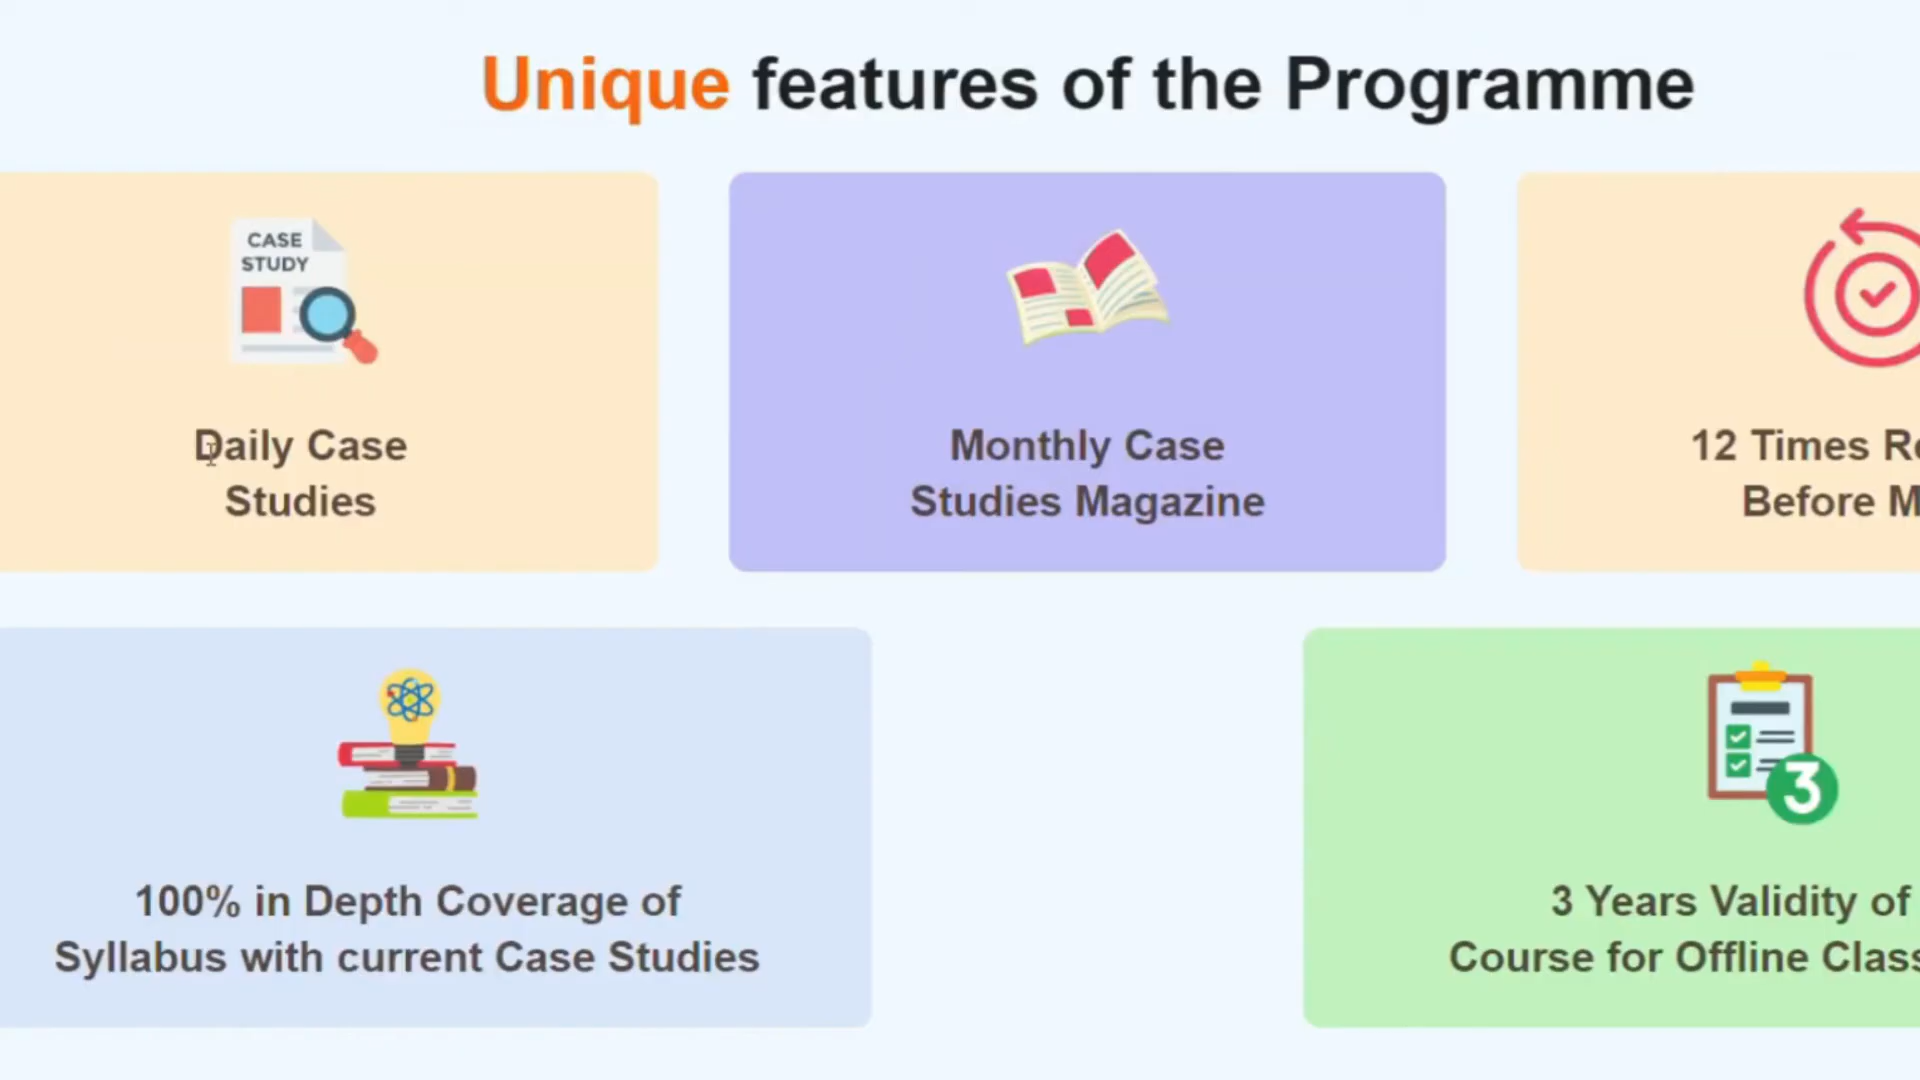 Unique features of the Programme
CASE
STUDY
Daily Case
Studies
Monthly Case
Studies Magazine
12 Times
Before
100% in Depth Coverage of
Syllabus with current Case Studies
3
3 Years Validity of
Course for Offline